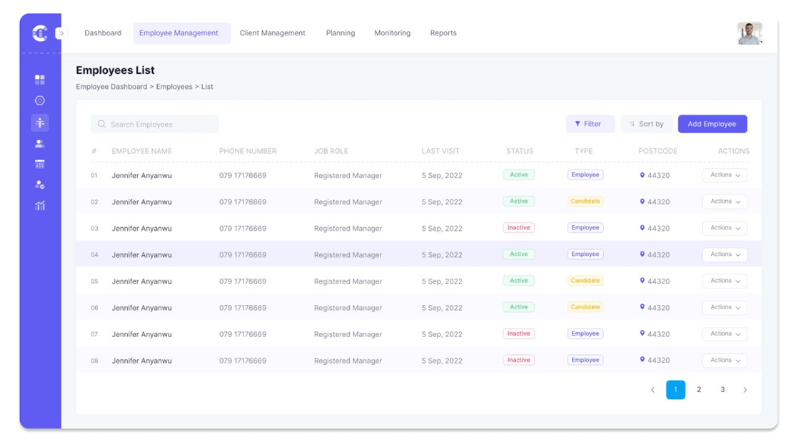 Dashboard Employee Management Client Management Planning Monitoring Reports
Employees List
Employee Dashboard > Employees > List
Search Employees Filter Sort by Add Employee
# EMPLOYEE NAME PHONE NUMBER JOB ROLE LAST VISIT STATUS TYPE POSTCODE ACTIONS
01 Jennifer Anyanwu 079 17176669 Registered Manager 5 Sep, 2022 Active Employee 44320 Actions
02 Jennifer Anyanwu 079 17176669 Registered Manager 5 Sep, 2022 Active Candidate 44320 Actions
03 Jennifer Anyanwu 079 17176669 Registered Manager 5 Sep, 2022 Inactive Employee 44320 Actions
04 Jennifer Anyanwu 079 17176669 Registered Manager 5 Sep, 2022 Active Employee 44320 Actions
05 Jennifer Anyanwu 079 17176669 Registered Manager 5 Sep, 2022 Active Candidate 44320 Actions
06 Jennifer Anyanwu 079 17176669 Registered Manager 5 Sep, 2022 Active Candidate 44320 Actions
07 Jennifer Anyanwu 079 17176669 Registered Manager 5 Sep, 2022 Inactive Employee 44320 Actions
08 Jennifer Anyanwu 079 17176669 Registered Manager 5 Sep, 2022 Inactive Employee 44320 Actions
< 1 2 3 >